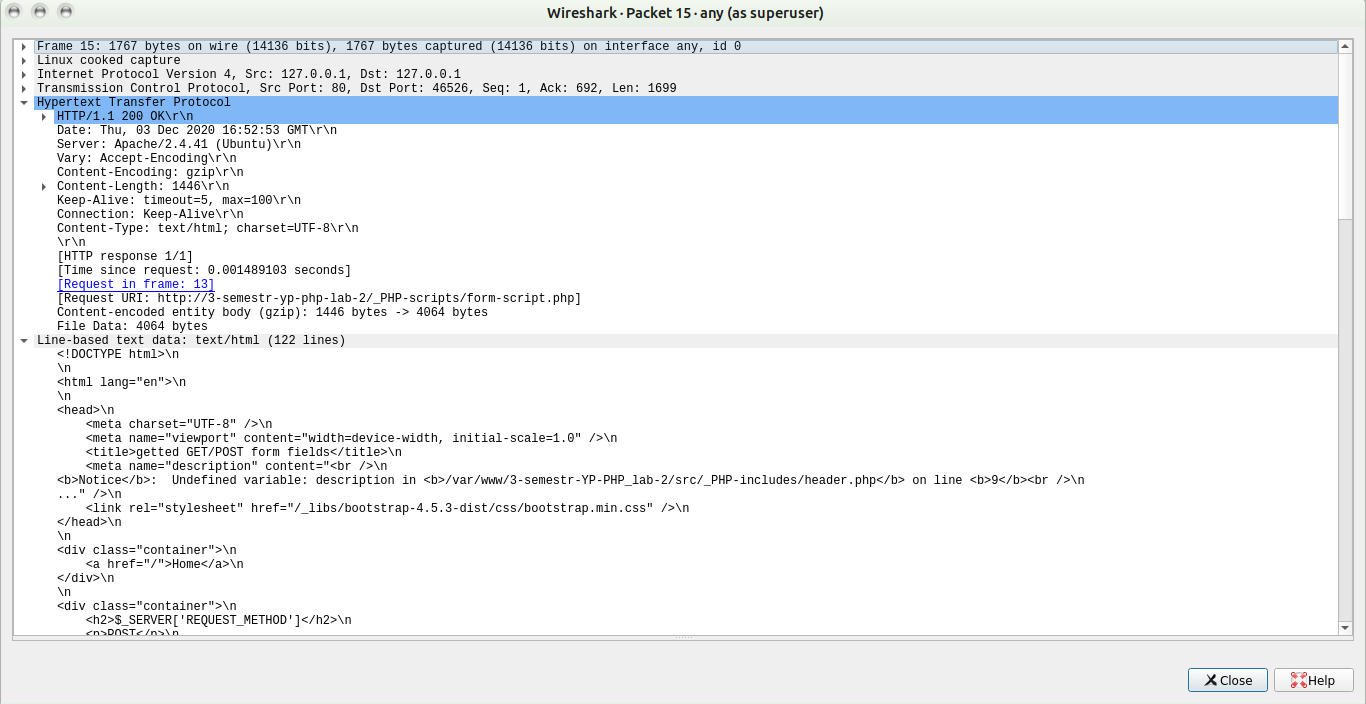 Wireshark · Packet 15 · any (as superuser)
Frame 15: 1767 bytes on wire (14136 bits), 1767 bytes captured (14136 bits) on interface any, id 0
Linux cooked capture
Internet Protocol Version 4, Src: 127.0.0.1, Dst: 127.0.0.1
Transmission Control Protocol, Src Port: 80, Dst Port: 46526, Seq: 1, Ack: 692, Len: 1699
Hypertext Transfer Protocol
HTTP/1.1 200 OK\r\n
Date: Thu, 03 Dec 2020 16:52:53 GMT\r\n
Server: Apache/2.4.41 (Ubuntu)\r\n
Vary: Accept-Encoding\r\n
Content-Encoding: gzip\r\n
Content-Length: 1446\r\n
Keep-Alive: timeout=5, max=100\r\n
Connection: Keep-Alive\r\n
Content-Type: text/html; charset=UTF-8\r\n
\r\n
[HTTP response 1/1]
[Time since request: 0.001489103 seconds]
[Request in frame: 13]
[Request URI: http://3-semestr-yp-php-lab-2/_PHP-scripts/form-script.php]
Content-encoded entity body (gzip): 1446 bytes -> 4064 bytes
File Data: 4064 bytes
Line-based text data: text/html (122 lines)
<!DOCTYPE html>\n
\n
<html lang="en">\n
\n
<head>\n
    <meta charset="UTF-8" />\n
    <meta name="viewport" content="width=device-width, initial-scale=1.0" />\n
    <title>getted GET/POST form fields</title>\n
    <meta name="description" content="<br />\n
<b>Notice</b>:  Undefined variable: description in <b>/var/www/3-semestr-YP-PHP_lab-2/src/_PHP-includes/header.php</b> on line <b>9</b><br />\n
..." />\n
    <link rel="stylesheet" href="/_libs/bootstrap-4.5.3-dist/css/bootstrap.min.css" />\n
</head>\n
\n
<div class="container">\n
    <a href="/">Home</a>\n
</div>\n
\n
<div class="container">\n
    <h2>$_SERVER['REQUEST_METHOD']</h2>\n
    <p>POST</p>\n
Close
Help